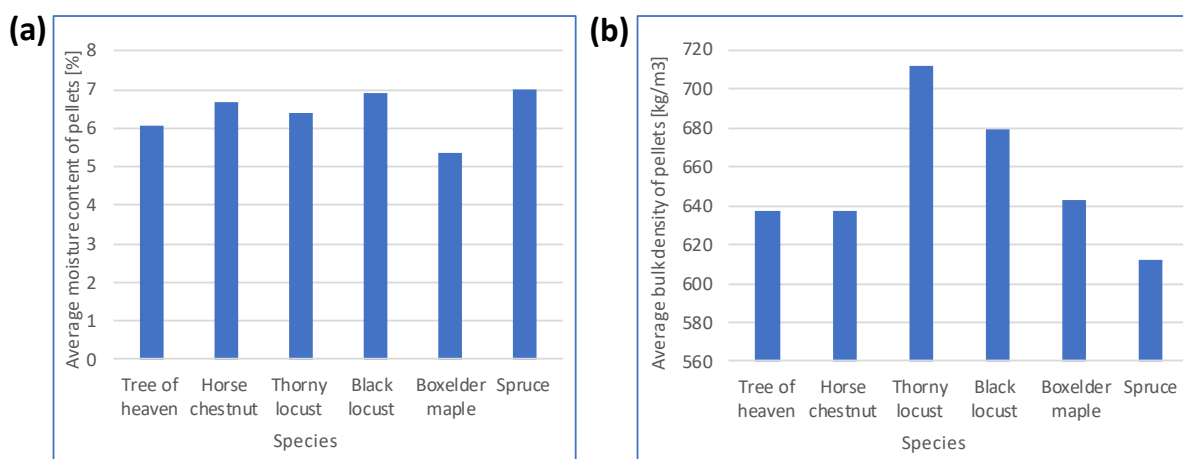 (a)
Average moisture content of pellets [%]
8
7
6
5
4
3
2
1
0
Tree of
heaven
Horse
chestnut
Thorny
locust
Black
locust
Boxelder
maple
Spruce
Species
(b)
Average bulk density of pellets [kg/m3]
720
700
680
660
640
620
600
580
560
Tree of
heaven
Horse
chestnut
Thorny
locust
Black
locust
Boxelder
maple
Spruce
Species